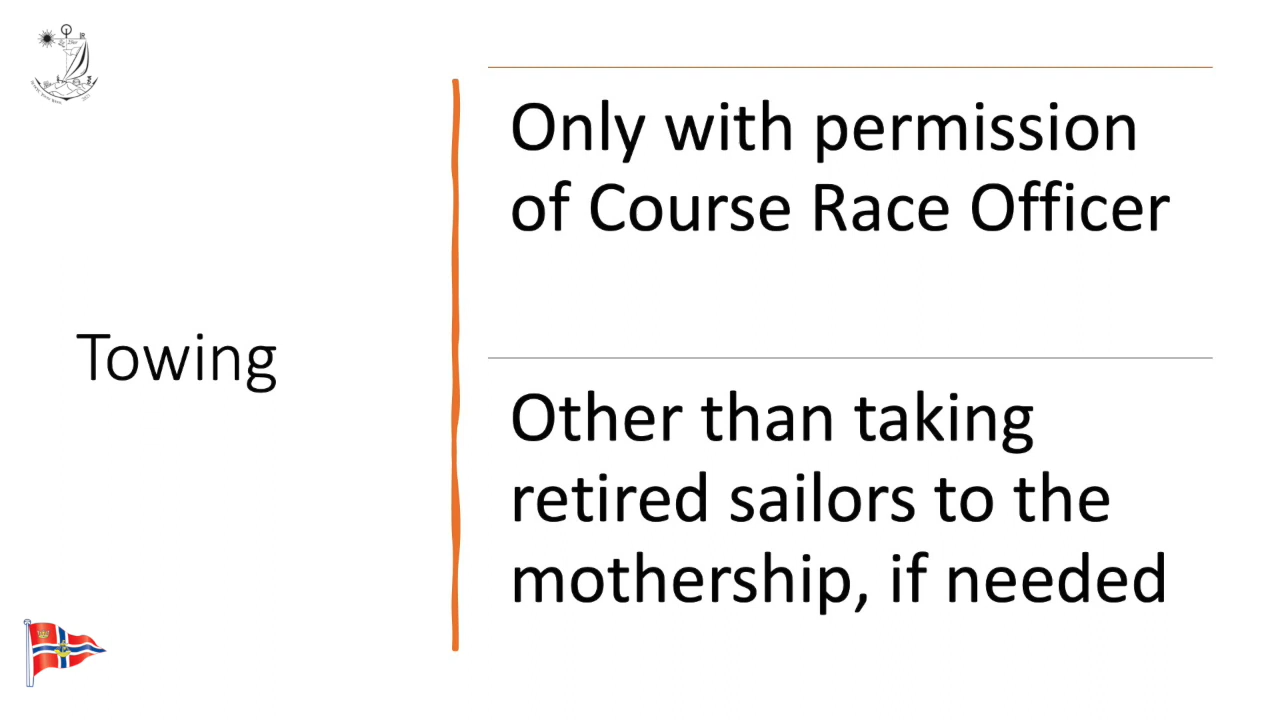 Towing
Only with permission
of Course Race Officer
Other than taking
retired sailors to the
mothership, if needed